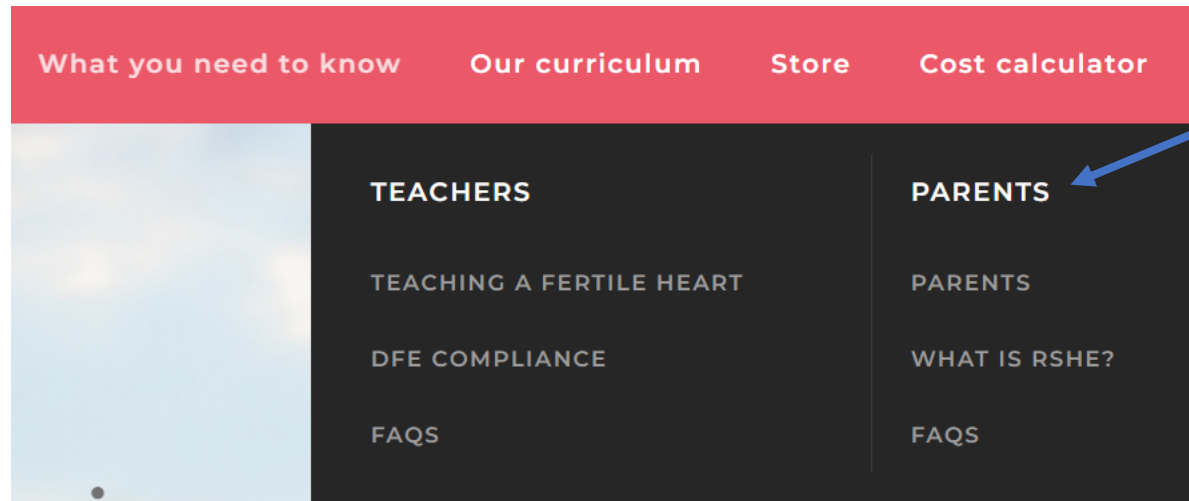 What you need to know Our curriculum Store Cost calculator
TEACHERS PARENTS
TEACHING A FERTILE HEART PARENTS
DFE COMPLIANCE WHAT IS RSHE?
FAQS FAQS